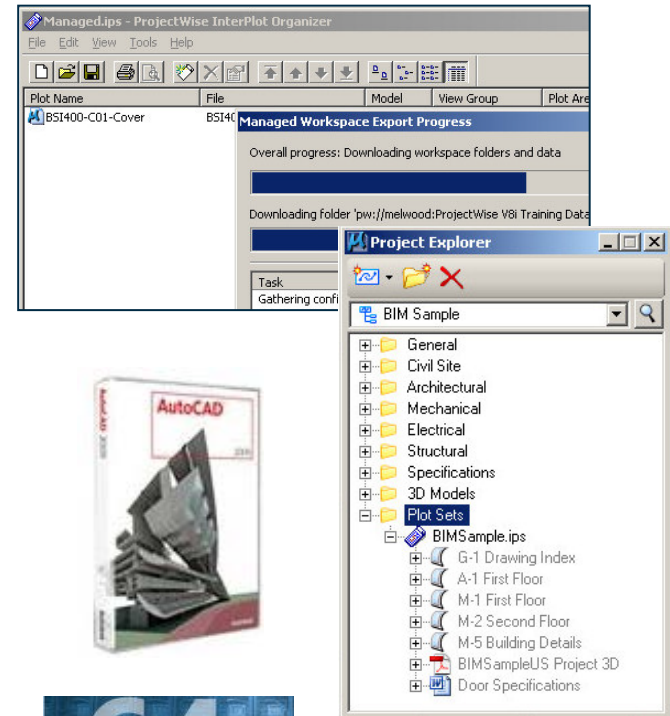 Managed.ips - ProjectWise InterPlot Organizer
File Edit View Tools Help
Plot Name File Model View Group Plot Are
BSI400-C01-Cover BSI4
Managed Workspace Export Progress
Overall progress: Downloading workspace folders and data
Downloading folder 'pw://melwood:ProjectWise V8i Training Data
Task
Gathering confi
Project Explorer
BIM Sample
General
Civil Site
Architectural
Mechanical
Electrical
Structural
Specifications
3D Models
Plot Sets
BIMSample.ips
G-1 Drawing Index
A-1 First Floor
M-1 First Floor
M-2 Second Floor
M-5 Building Details
BIMSampleUS Project 3D
Door Specifications
AutoCAD